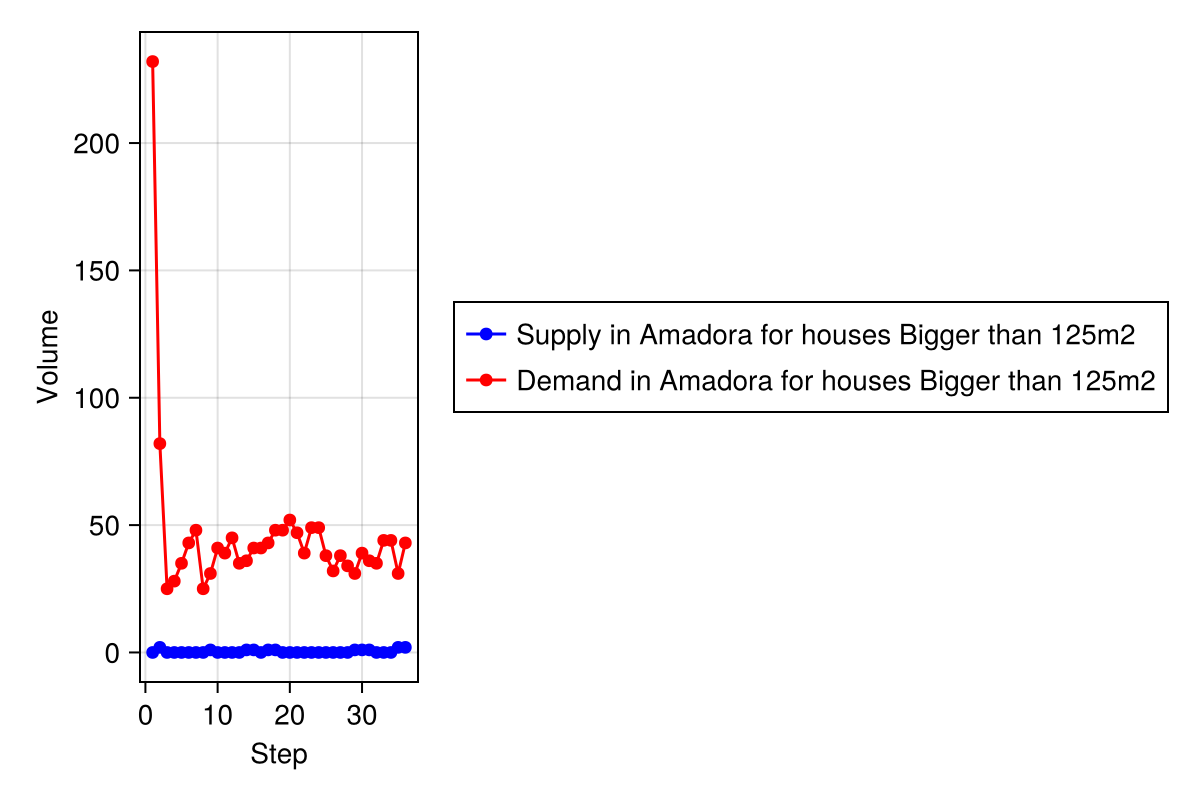 Volume
200
150
100
50
0
0 10 20 30
Step
Supply in Amadora for houses Bigger than 125m2
Demand in Amadora for houses Bigger than 125m2